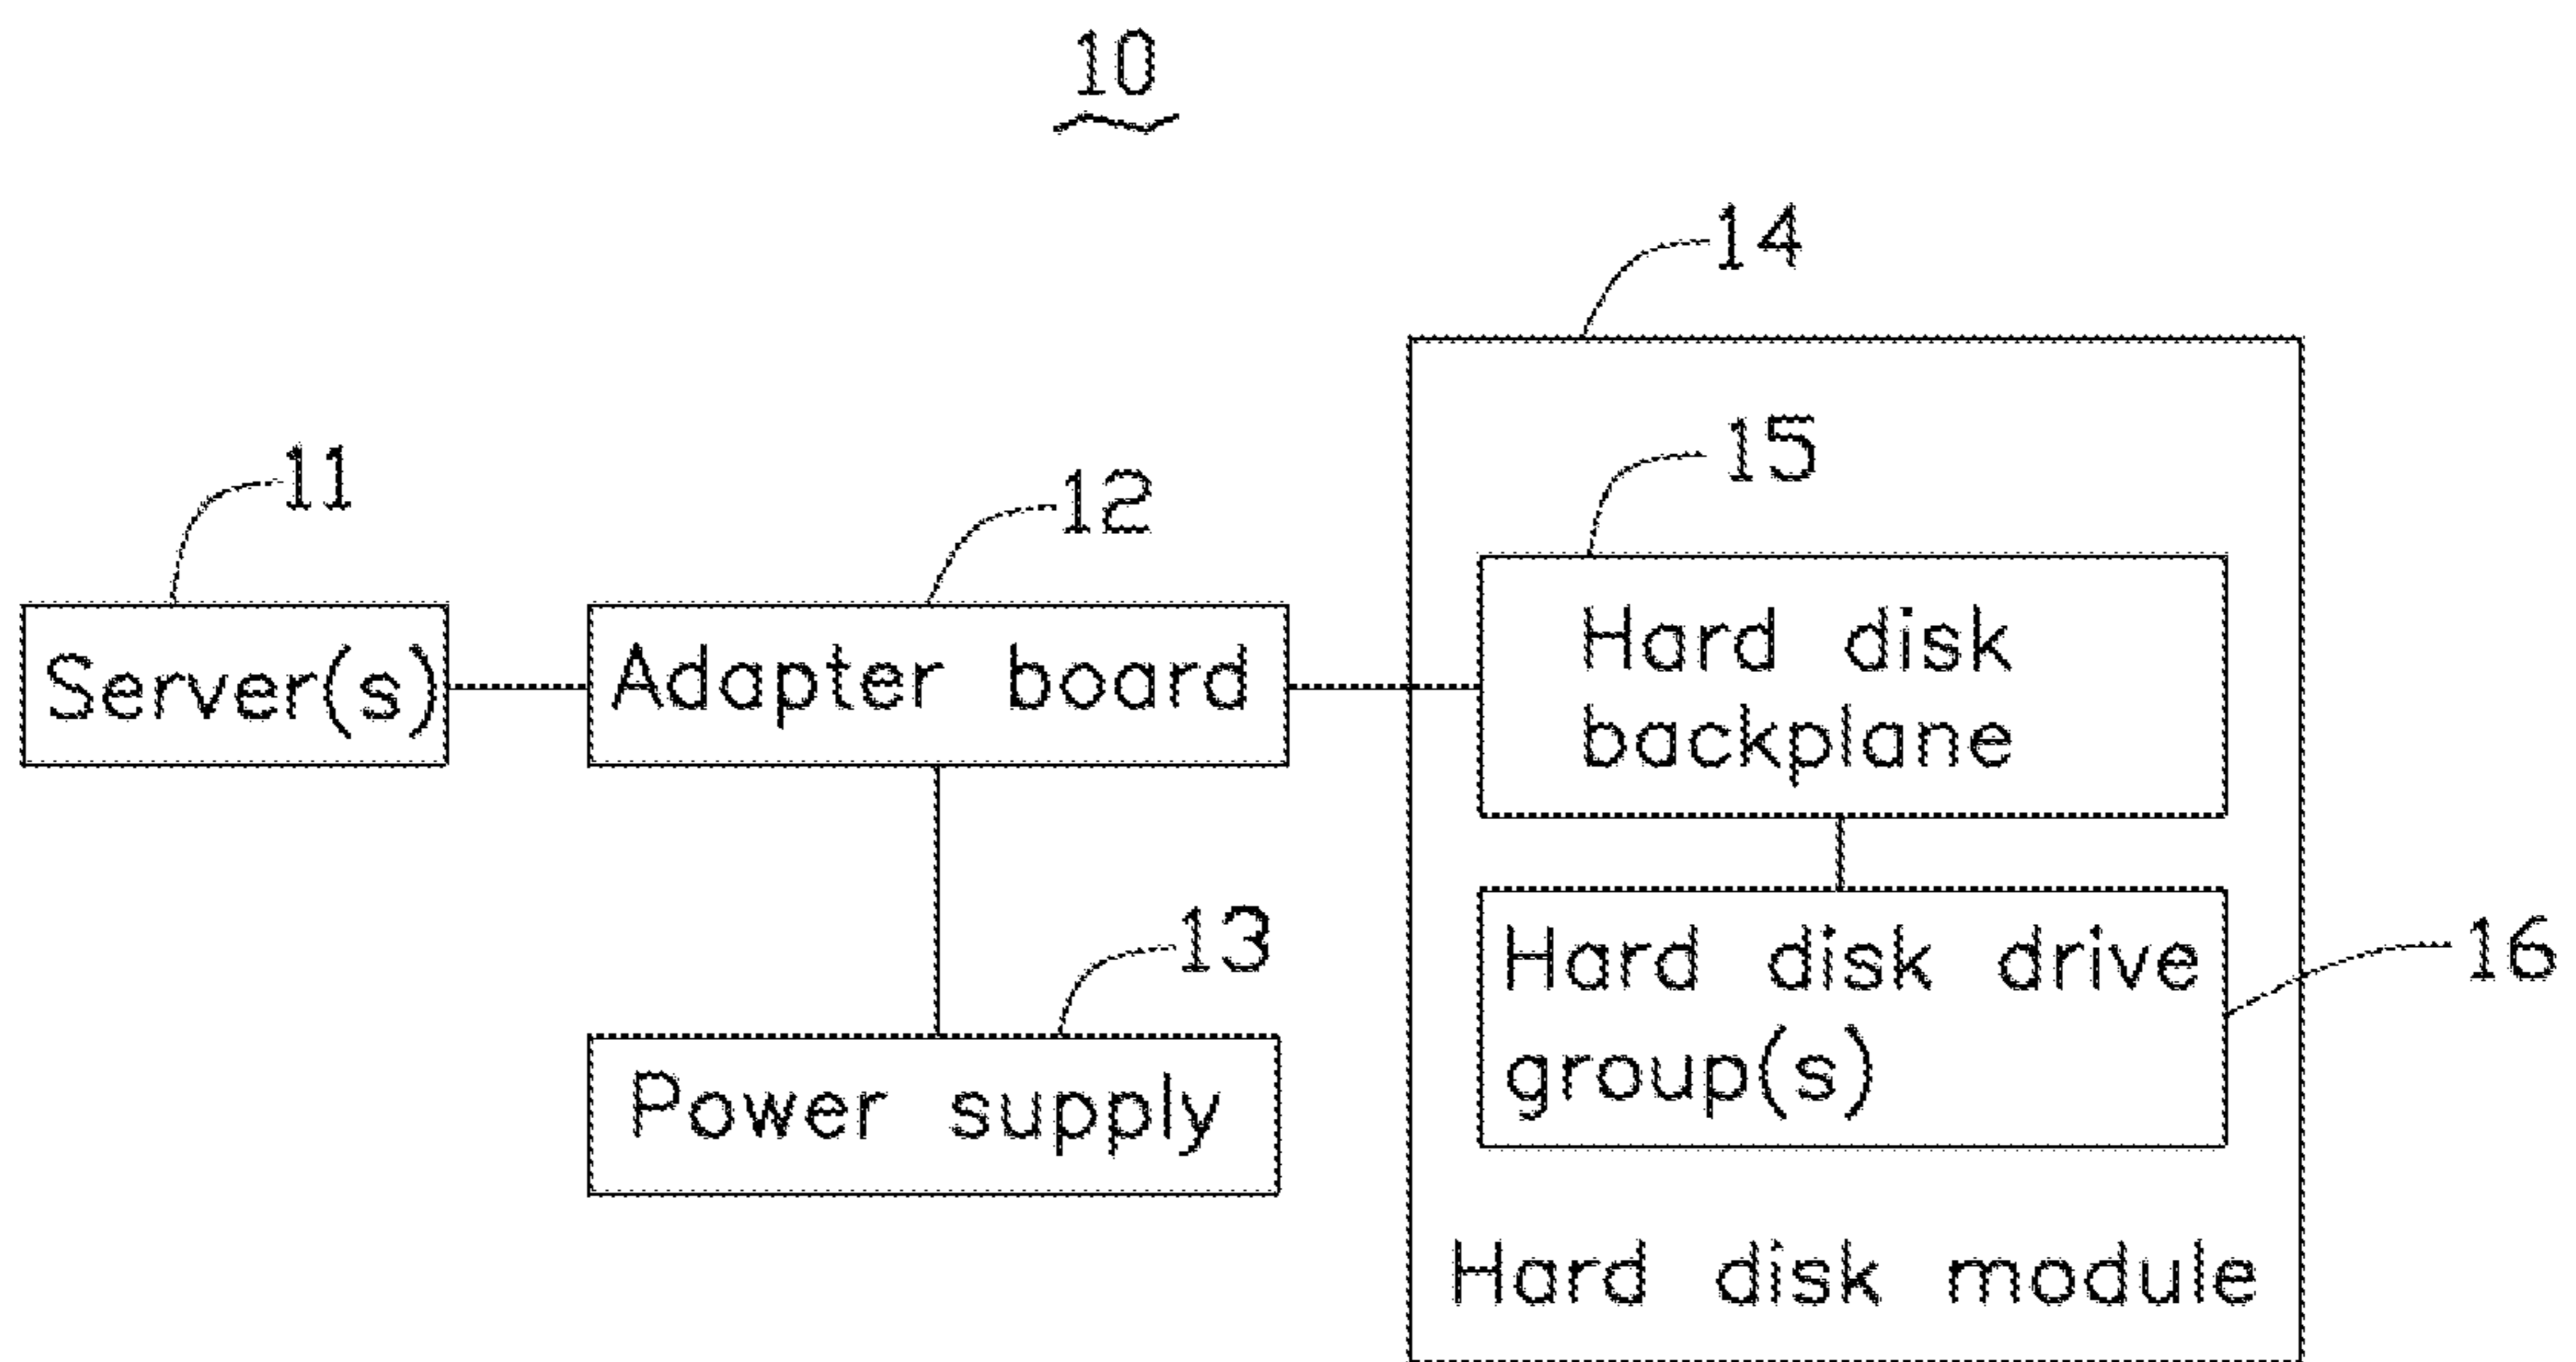 10
14
15
11
12
Hard disk
backplane
Server(s)
Adapter board
13
16
Hard disk drive
group(s)
Power supply
Hard disk module